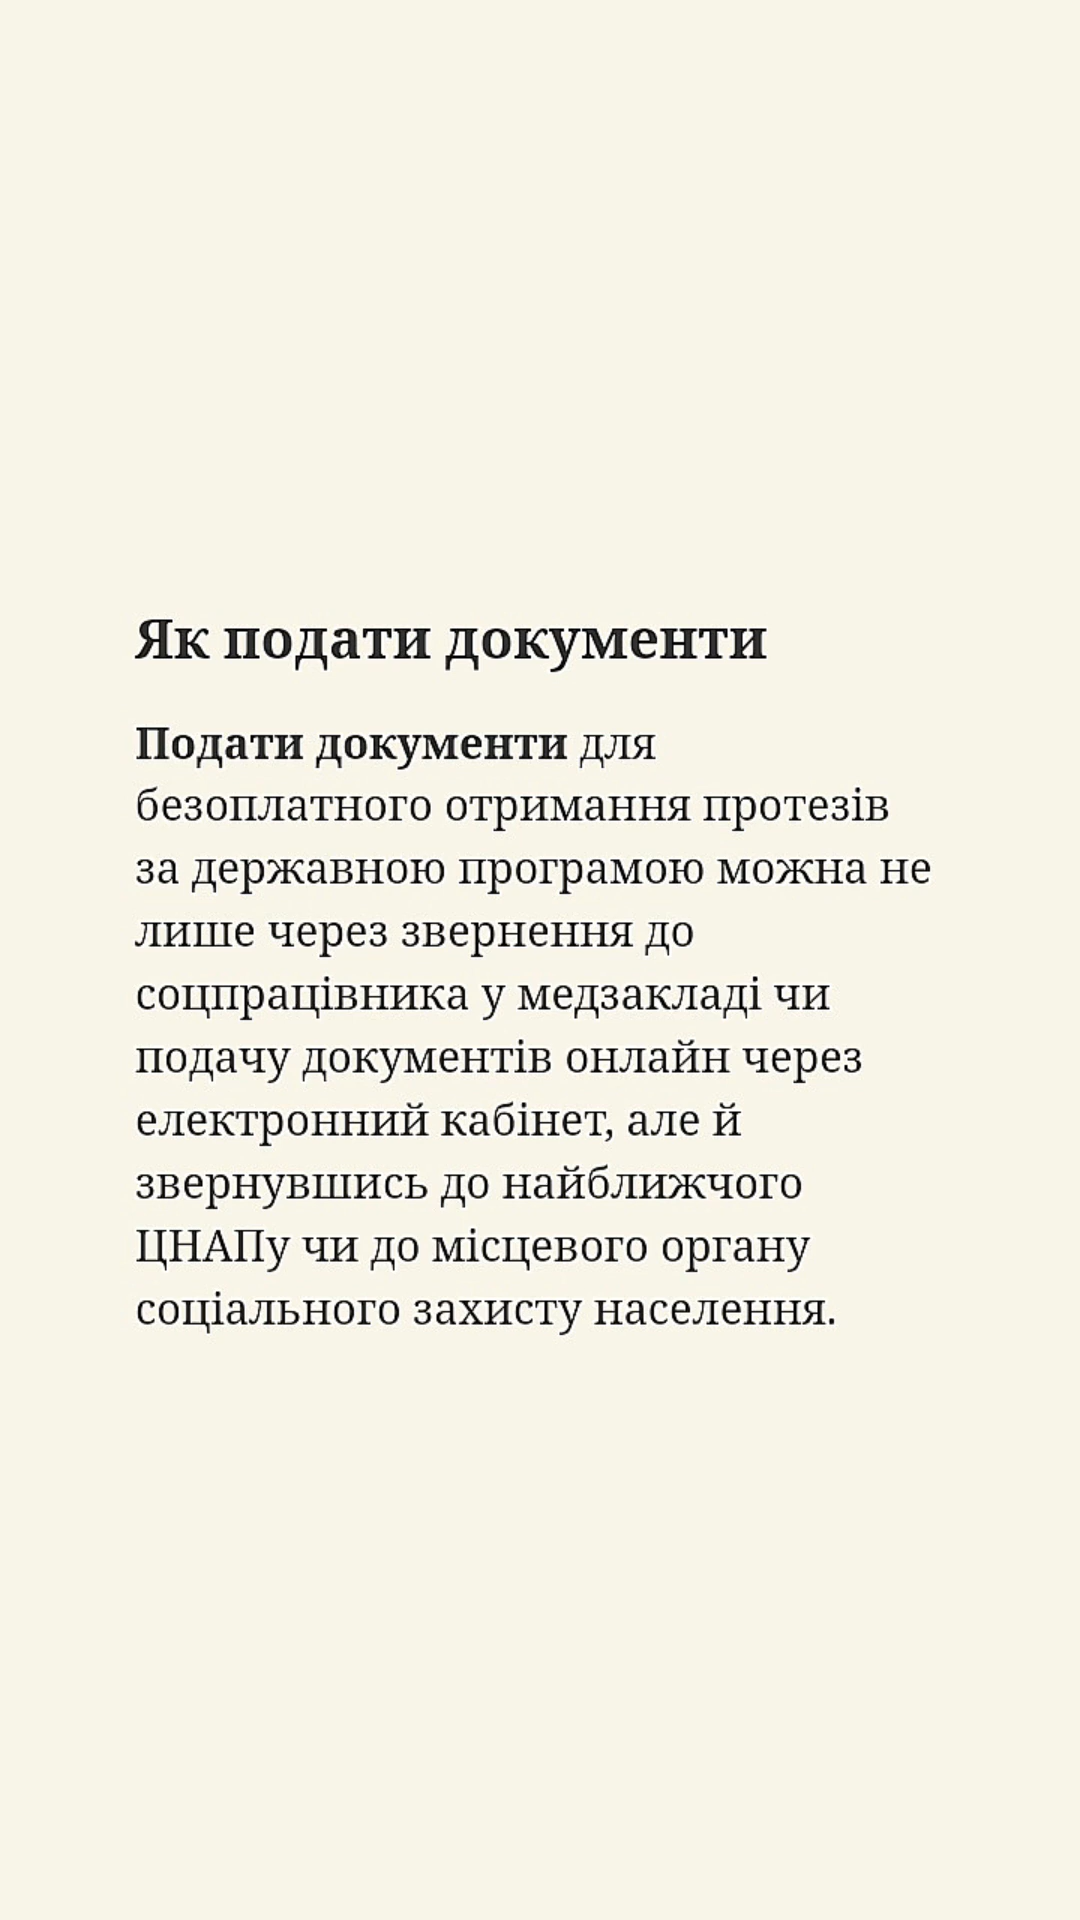 Як подати документи
Подати документи для
безоплатного отримання протезів
за державною програмою можна не
лише через звернення до
соцпрацівника у медзакладі чи
подачу документів онлайн через
електронний кабінет, але й
звернувшись до найближчого
ЦНАПу чи до місцевого органу
соціального захисту населення.